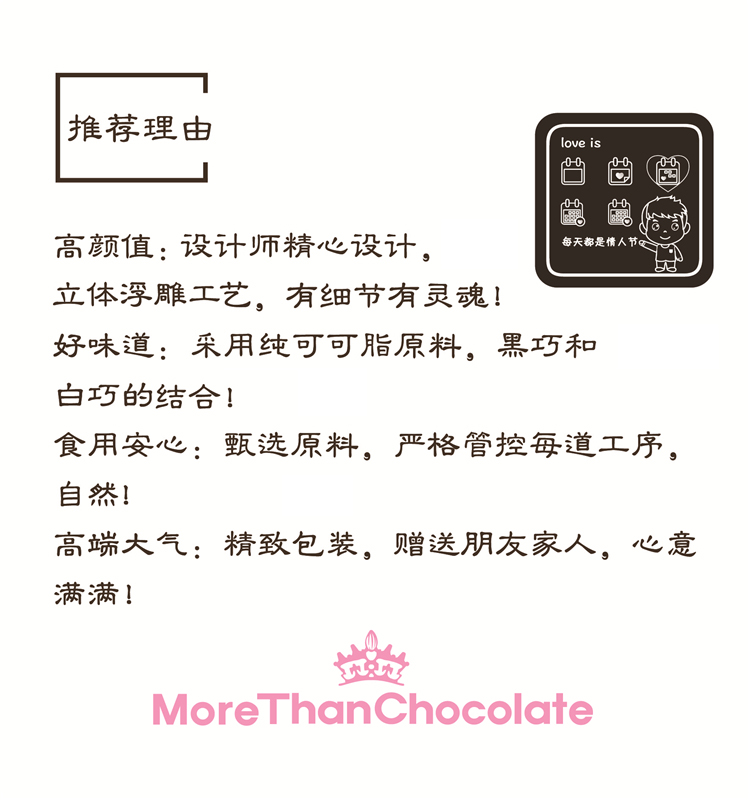 推荐理由
love is
每天都是情人节
高颜值：设计师精心设计，
立体浮雕工艺，有细节有灵魂！
好味道：采用纯可可脂原料，黑巧和
白巧的结合！
食用安心：甄选原料，严格管控每道工序，
自然！
高端大气：精致包装，赠送朋友家人，心意
满满！
MoreThanChocolate